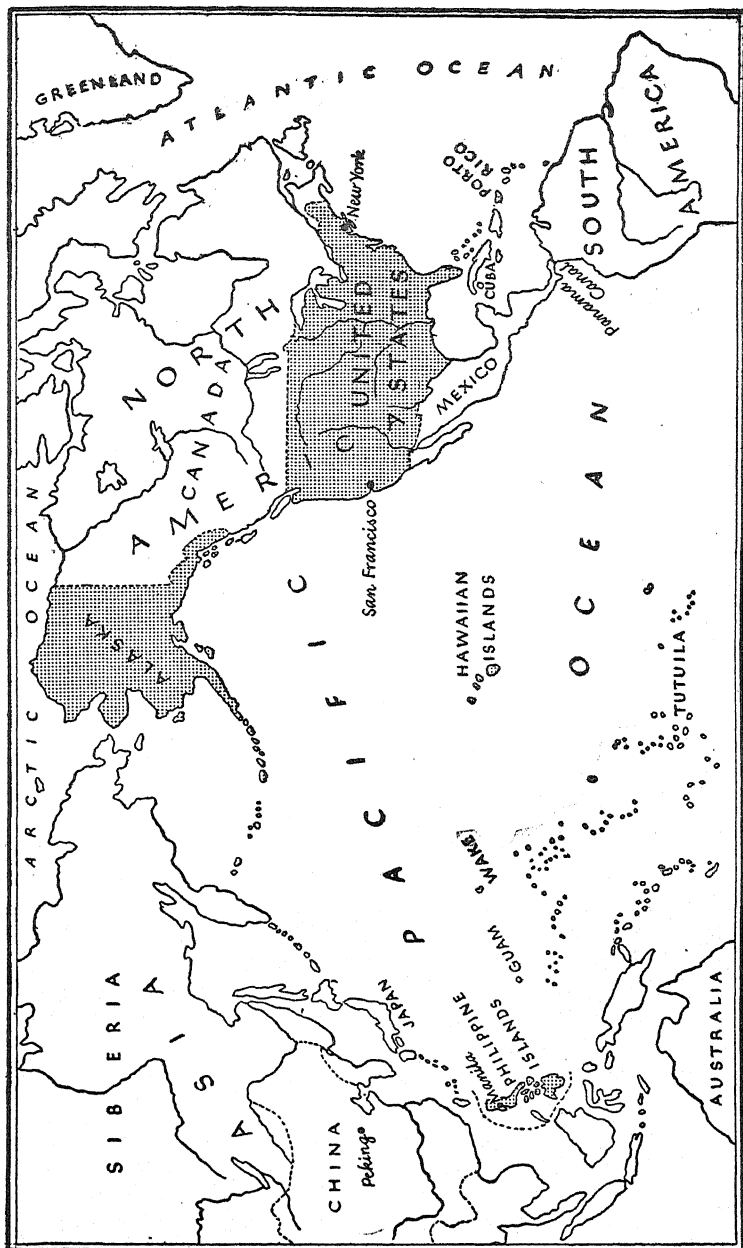 ARCTIC OCEAN
GREENLAND
ATLANTIC OCEAN
SIBERIA
ASIA
ALASKA
NORTH
AMERICA
CANADA
UNITED
STATES
New York
San Francisco
MEXICO
CUBA
PORTO
RICO
Panama
Canal
SOUTH
AMERICA
PACIFIC
OCEAN
HAWAIIAN
ISLANDS
JAPAN
CHINA
Peking
WAKE
GUAM
Manila
PHILIPPINE
ISLANDS
TUTUILA
AUSTRALIA